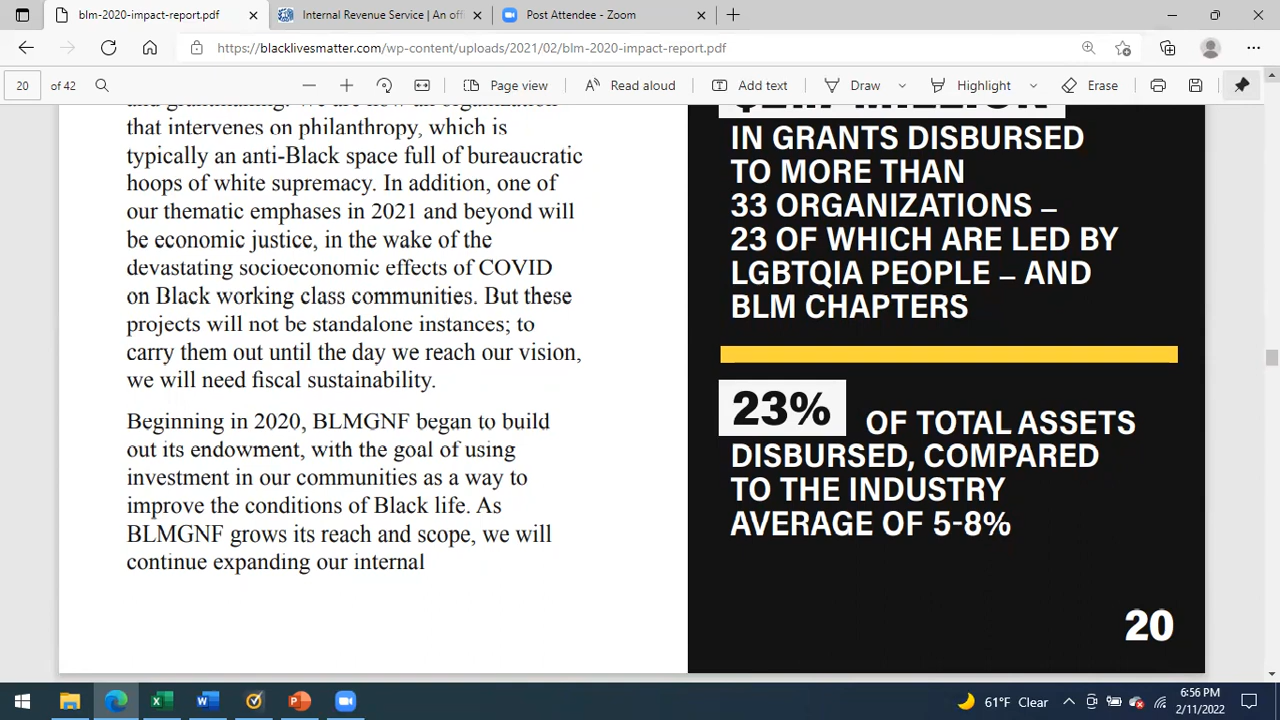 blm-2020-impact-report.pdf
Internal Revenue Service | An off
Post Attendee - Zoom
https://blacklivesmatter.com/wp-content/uploads/2021/02/blm-2020-impact-report.pdf
20 of 42
Page view
Read aloud
Add text
Draw
Highlight
Erase
and grantmaking. We are now an organization
that intervenes on philanthropy, which is
typically an anti-Black space full of bureaucratic
hoops of white supremacy. In addition, one of
our thematic emphases in 2021 and beyond will
be economic justice, in the wake of the
devastating socioeconomic effects of COVID
on Black working class communities. But these
projects will not be standalone instances; to
carry them out until the day we reach our vision,
we will need fiscal sustainability.
Beginning in 2020, BLMGNF began to build
out its endowment, with the goal of using
investment in our communities as a way to
improve the conditions of Black life. As
BLMGNF grows its reach and scope, we will
continue expanding our internal
MILLION
IN GRANTS DISBURSED
TO MORE THAN
33 ORGANIZATIONS –
23 OF WHICH ARE LED BY
LGBTQIA PEOPLE – AND
BLM CHAPTERS
23% OF TOTAL ASSETS
DISBURSED, COMPARED
TO THE INDUSTRY
AVERAGE OF 5-8%
20
61°F Clear
6:56 PM
2/11/2022